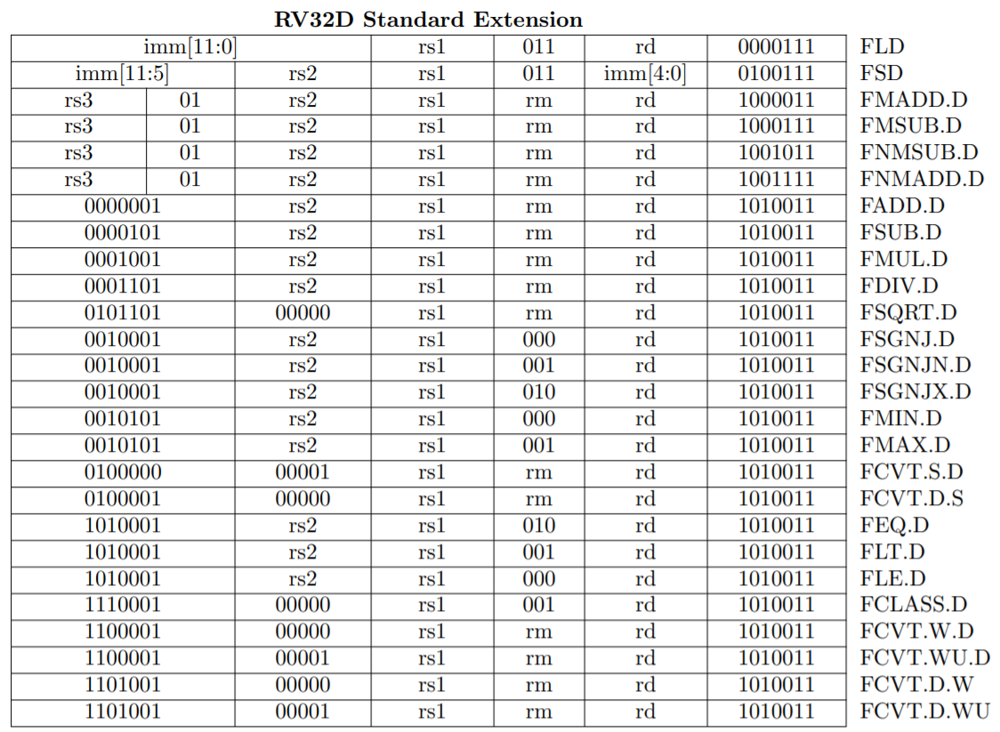 RV32D Standard Extension
imm[11:0] rs1 011 rd 0000111 FLD
imm[11:5] rs2 rs1 011 imm[4:0] 0100111 FSD
rs3 01 rs2 rs1 rm rd 1000011 FMADD.D
rs3 01 rs2 rs1 rm rd 1000111 FMSUB.D
rs3 01 rs2 rs1 rm rd 1001011 FNMSUB.D
rs3 01 rs2 rs1 rm rd 1001111 FNMADD.D
0000001 rs2 rs1 rm rd 1010011 FADD.D
0000101 rs2 rs1 rm rd 1010011 FSUB.D
0001001 rs2 rs1 rm rd 1010011 FMUL.D
0001101 rs2 rs1 rm rd 1010011 FDIV.D
0101101 00000 rs1 rm rd 1010011 FSQRT.D
0010001 rs2 rs1 000 rd 1010011 FSGNJ.D
0010001 rs2 rs1 001 rd 1010011 FSGNJN.D
0010001 rs2 rs1 010 rd 1010011 FSGNJX.D
0010101 rs2 rs1 000 rd 1010011 FMIN.D
0010101 rs2 rs1 001 rd 1010011 FMAX.D
0100000 00001 rs1 rm rd 1010011 FCVT.S.D
0100001 00000 rs1 rm rd 1010011 FCVT.D.S
1010001 rs2 rs1 010 rd 1010011 FEQ.D
1010001 rs2 rs1 001 rd 1010011 FLT.D
1010001 rs2 rs1 000 rd 1010011 FLE.D
1110001 00000 rs1 001 rd 1010011 FCLASS.D
1100001 00000 rs1 rm rd 1010011 FCVT.W.D
1100001 00001 rs1 rm rd 1010011 FCVT.WU.D
1101001 00000 rs1 rm rd 1010011 FCVT.D.W
1101001 00001 rs1 rm rd 1010011 FCVT.D.WU